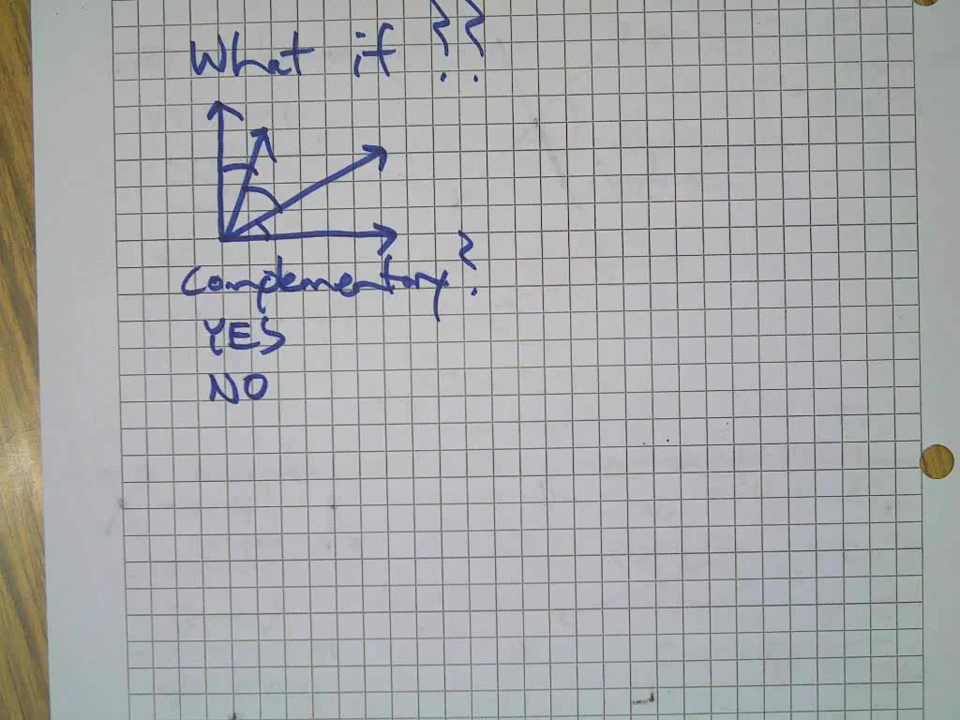 What if ??
Complementary?
YES
NO